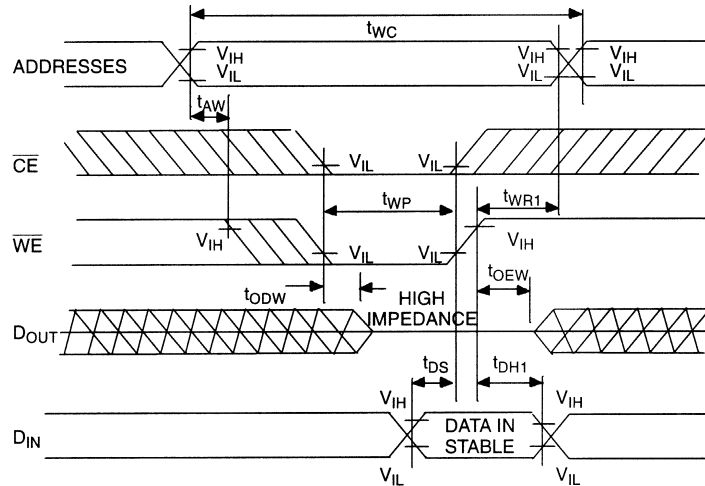 tWC
ADDRESSES
VIH
VIL
VIH
VIL
VIH
VIL
tAW
CE
VIL
VIL
tWP
tWR1
WE
VIH
VIL
VIL
VIH
tODW
HIGH
IMPEDANCE
tOEW
DOUT
tDS
tDH1
VIH
VIH
DIN
DATA IN
STABLE
VIL
VIL